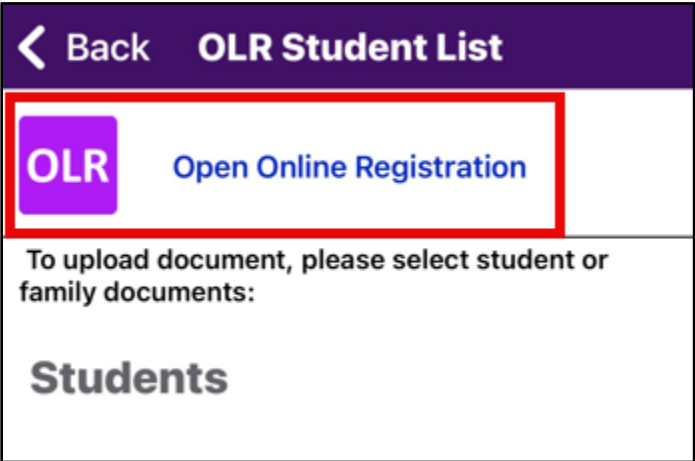 Back OLR Student List
OLR Open Online Registration
To upload document, please select student or
family documents:
Students